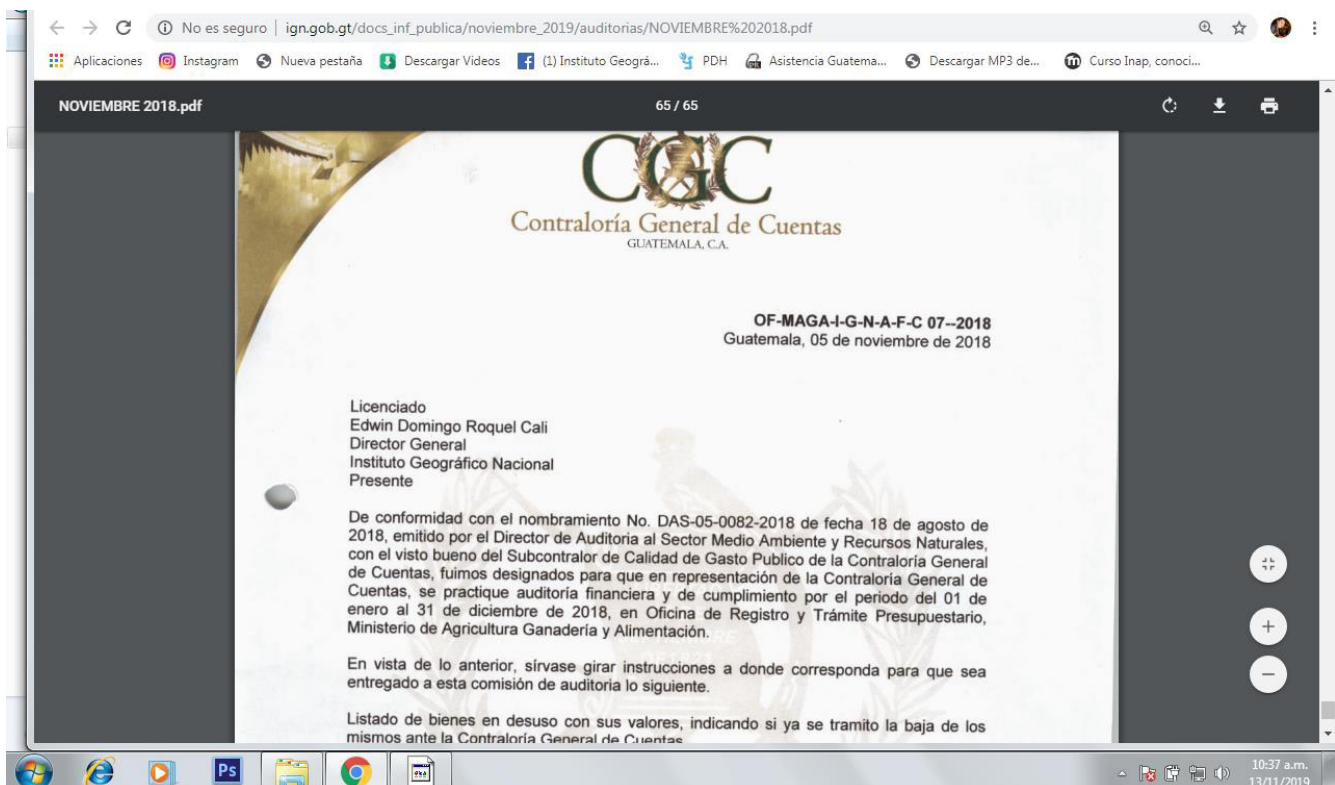 No es seguro | ign.gob.gt/docs_inf_publica/noviembre_2019/auditorias/NOVIEMBRE%202018.pdf
Aplicaciones Instagram Nueva pestaña Descargar Videos (1) Instituto Geográ... PDH Asistencia Guatema... Descargar MP3 de... Curso Inap, conoci...
NOVIEMBRE 2018.pdf 65 / 65
CGC
Contraloría General de Cuentas
GUATEMALA, C.A.
OF-MAGA-I-G-N-A-F-C 07--2018
Guatemala, 05 de noviembre de 2018
Licenciado
Edwin Domingo Roquel Cali
Director General
Instituto Geográfico Nacional
Presente
De conformidad con el nombramiento No. DAS-05-0082-2018 de fecha 18 de agosto de
2018, emitido por el Director de Auditoria al Sector Medio Ambiente y Recursos Naturales,
con el visto bueno del Subcontralor de Calidad de Gasto Publico de la Contraloría General
de Cuentas, fuimos designados para que en representación de la Contraloría General de
Cuentas, se practique auditoría financiera y de cumplimiento por el periodo del 01 de
enero al 31 de diciembre de 2018, en Oficina de Registro y Trámite Presupuestario,
Ministerio de Agricultura Ganadería y Alimentación.
En vista de lo anterior, sírvase girar instrucciones a donde corresponda para que sea
entregado a esta comisión de auditoria lo siguiente.
Listado de bienes en desuso con sus valores, indicando si ya se tramito la baja de los
mismos ante la Contraloría General de Cuentas
Ps
10:37 a.m.
13/11/2019